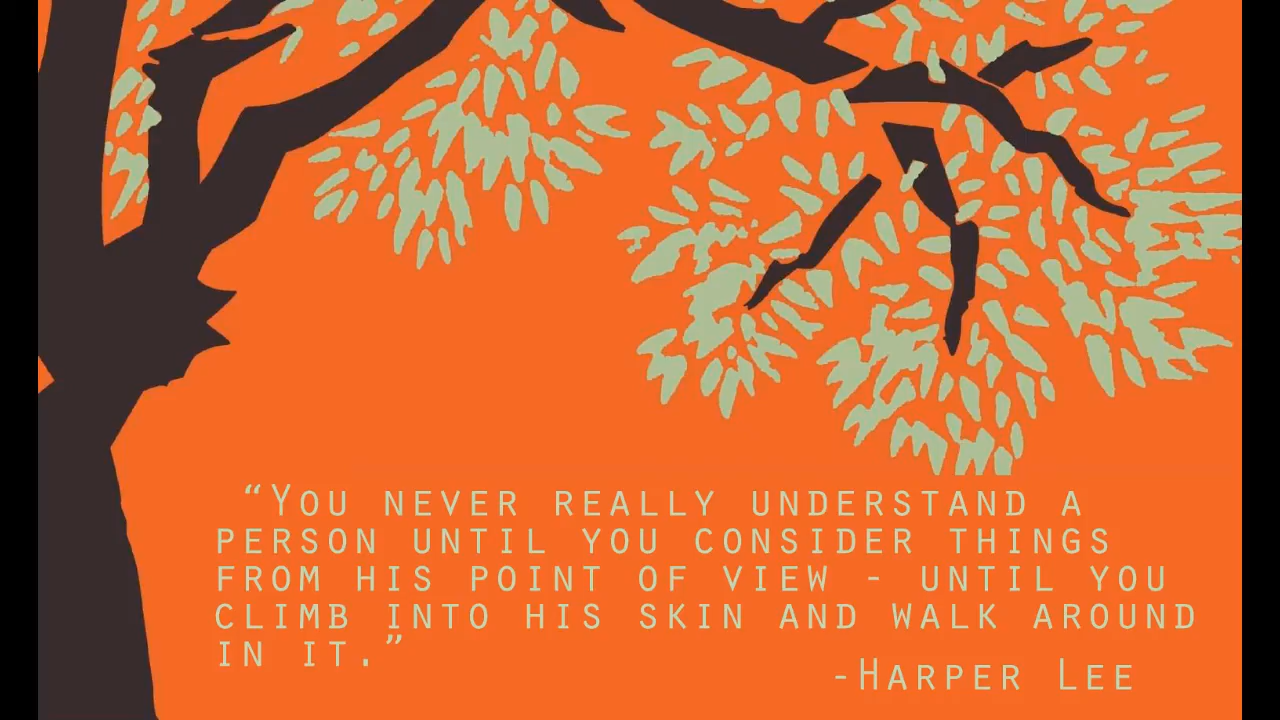 “You never really understand a
person until you consider things
from his point of view - until you
climb into his skin and walk around
in it.”
-Harper Lee